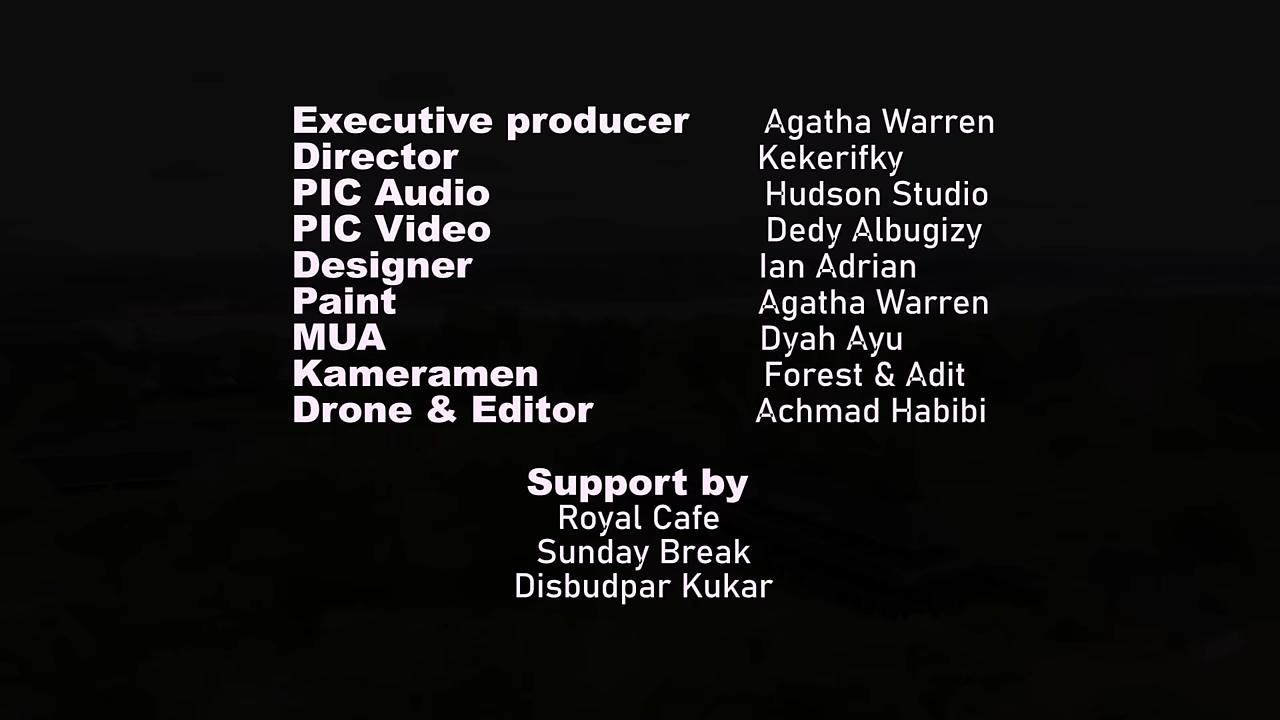 Executive producer Agatha Warren
Director Kekerifky
PIC Audio Hudson Studio
PIC Video Dedy Albugizy
Designer Ian Adrian
Paint Agatha Warren
MUA Dyah Ayu
Kameramen Forest & Adit
Drone & Editor Achmad Habibi
Support by
Royal Cafe
Sunday Break
Disbudpar Kukar